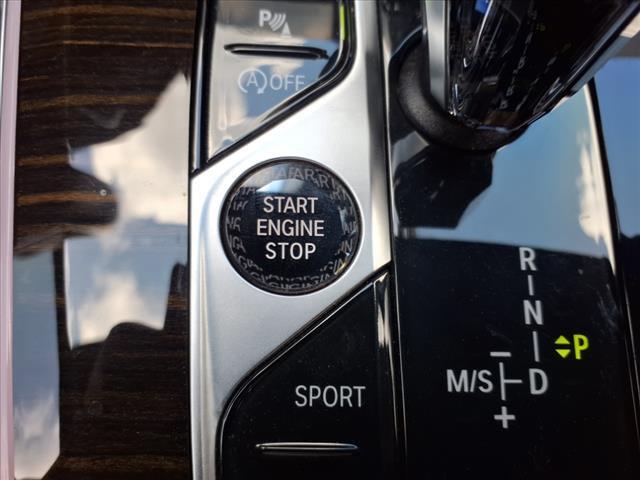 P
A OFF
START
ENGINE
STOP
SPORT
R
N
P
M/S
D
+